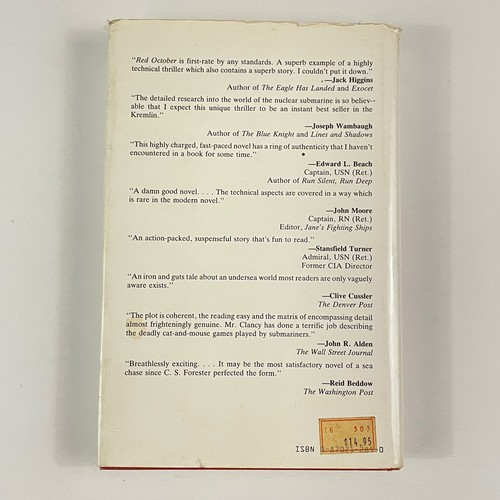 "Red October is first-rate by any standards. A superb example of a highly
technical thriller which also contains a superb story. I couldn't put it down."
—Jack Higgins
Author of The Eagle Has Landed and Exocet
"The detailed research into the world of the nuclear submarine is so believ-
able that I expect this unique thriller to be an instant best seller in the
Kremlin."
—Joseph Wambaugh
Author of The Blue Knight and Lines and Shadows
"This highly charged, fast-paced novel has a ring of authenticity that I haven't
encountered in a book for some time."
—Edward L. Beach
Captain, USN (Ret.)
Author of Run Silent, Run Deep
"A damn good novel. . . . The technical aspects are covered in a way which
is rare in the modern novel."
—John Moore
Captain, RN (Ret.)
Editor, Jane's Fighting Ships
"An action-packed, suspenseful story that's fun to read."
—Stansfield Turner
Admiral, USN (Ret.)
Former CIA Director
"An iron and guts tale about an undersea world most readers are only vaguely
aware exists."
—Clive Cussler
The Denver Post
"The plot is coherent, the reading easy and the matrix of encompassing detail
almost frighteningly genuine. Mr. Clancy has done a terrific job describing
the deadly cat-and-mouse games played by submariners."
—John R. Alden
The Wall Street Journal
"Breathlessly exciting. . . . It may be the most satisfactory novel of a sea
chase since C. S. Forester perfected the form."
—Reid Beddow
The Washington Post
16 303
$14.95
ISBN